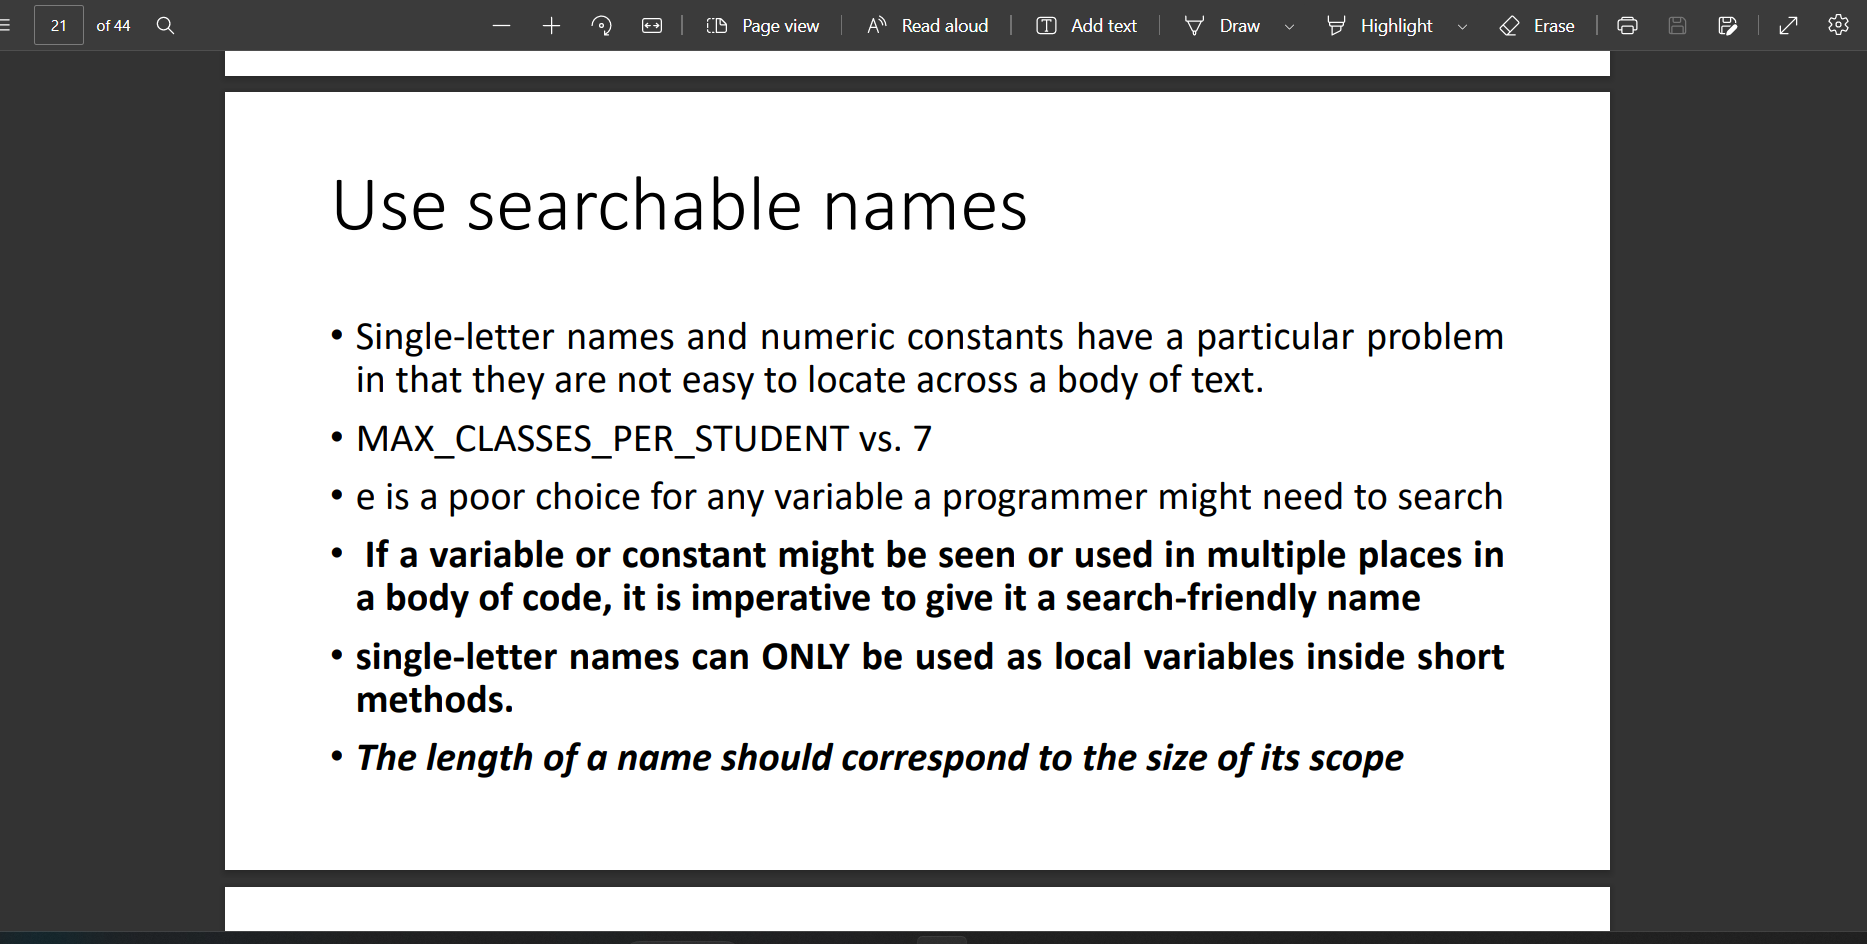 21 of 44 Page view Read aloud Add text Draw Highlight Erase
Use searchable names
• Single-letter names and numeric constants have a particular problem
in that they are not easy to locate across a body of text.
• MAX_CLASSES_PER_STUDENT vs. 7
• e is a poor choice for any variable a programmer might need to search
• If a variable or constant might be seen or used in multiple places in
a body of code, it is imperative to give it a search-friendly name
• single-letter names can ONLY be used as local variables inside short
methods.
• The length of a name should correspond to the size of its scope